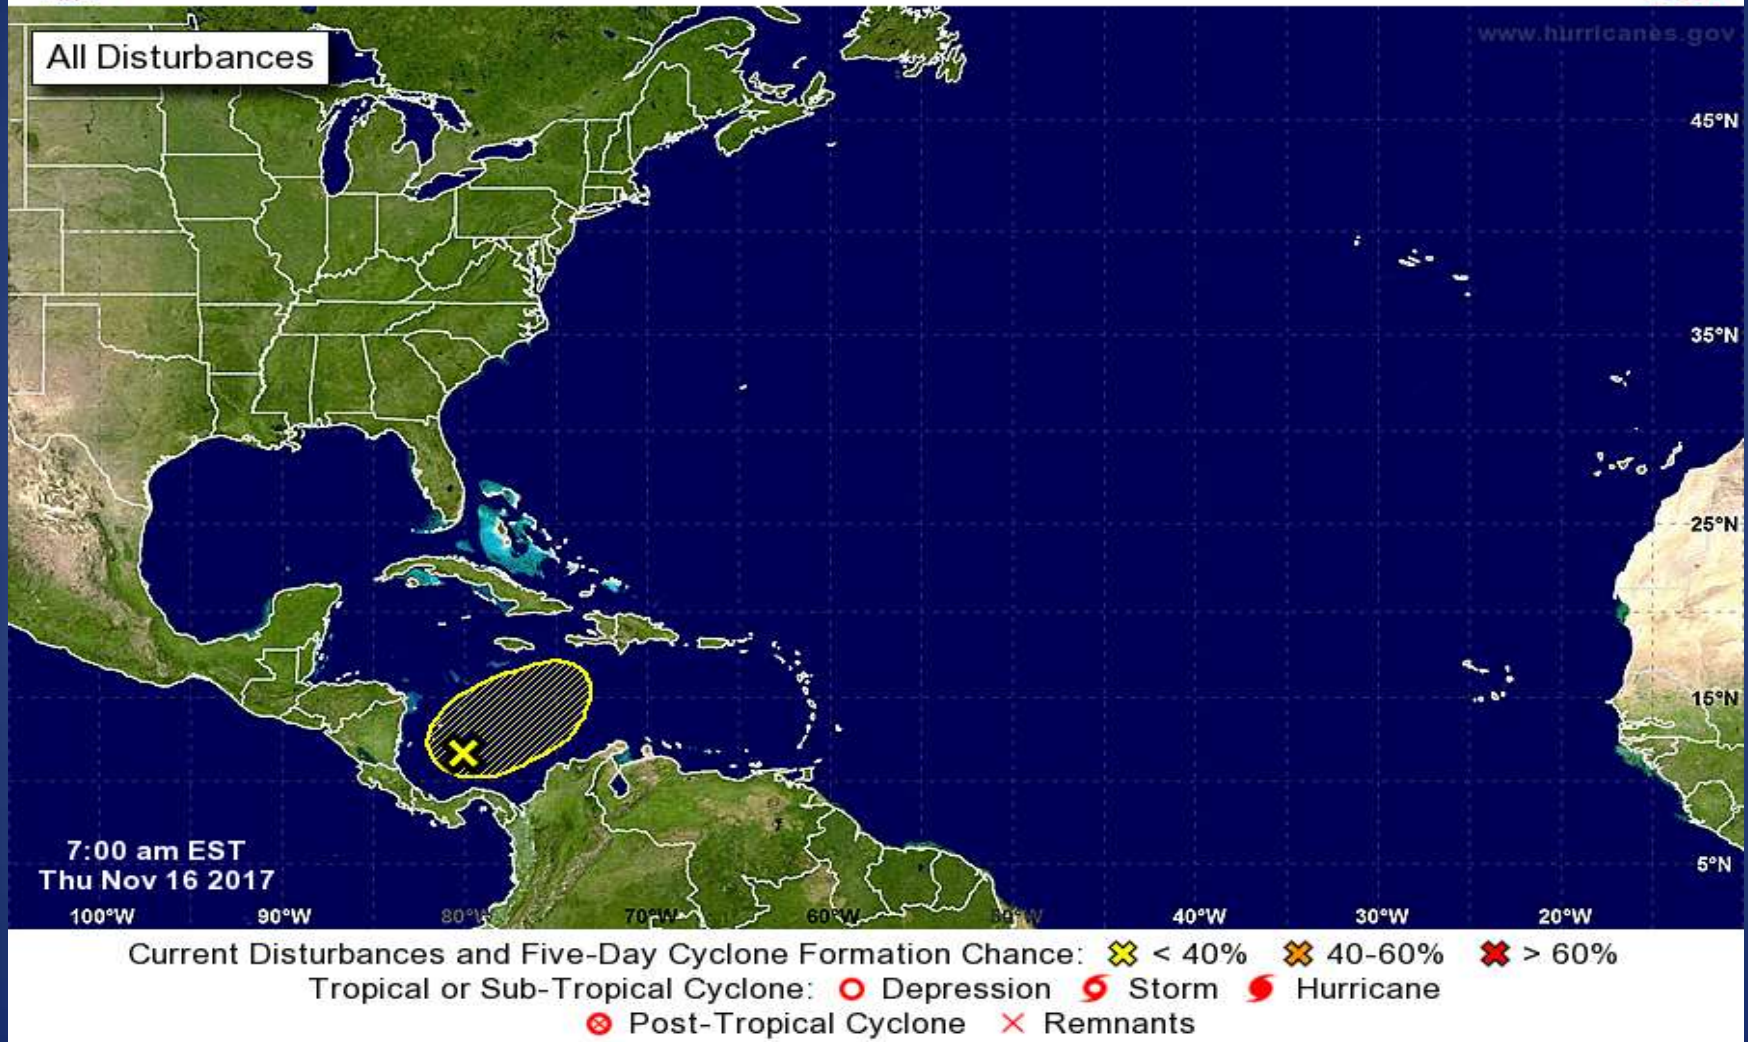 www.hurricanes.gov
All Disturbances
45°N
35°N
25°N
15°N
5°N
7:00 am EST
Thu Nov 16 2017
100°W 90°W 80°W 70°W 60°W 50°W 40°W 30°W 20°W
Current Disturbances and Five-Day Cyclone Formation Chance: < 40% 40-60% > 60%
Tropical or Sub-Tropical Cyclone: Depression Storm Hurricane
Post-Tropical Cyclone Remnants